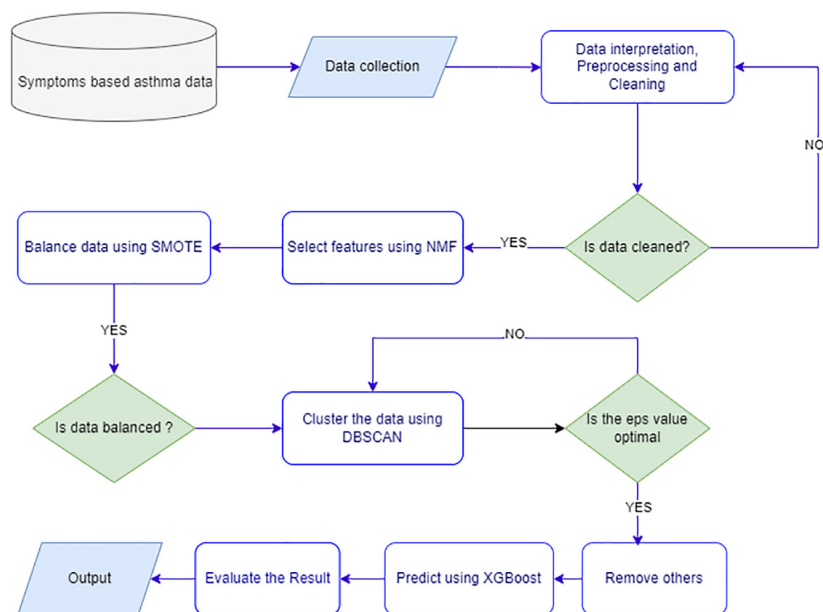 Symptoms based asthma data
Data collection
Data interpretation,
Preprocessing and
Cleaning
NO
Balance data using SMOTE
Select features using NMF
YES
Is data cleaned?
YES
NO
Is data balanced ?
Cluster the data using
DBSCAN
Is the eps value
optimal
YES
Output
Evaluate the Result
Predict using XGBoost
Remove others